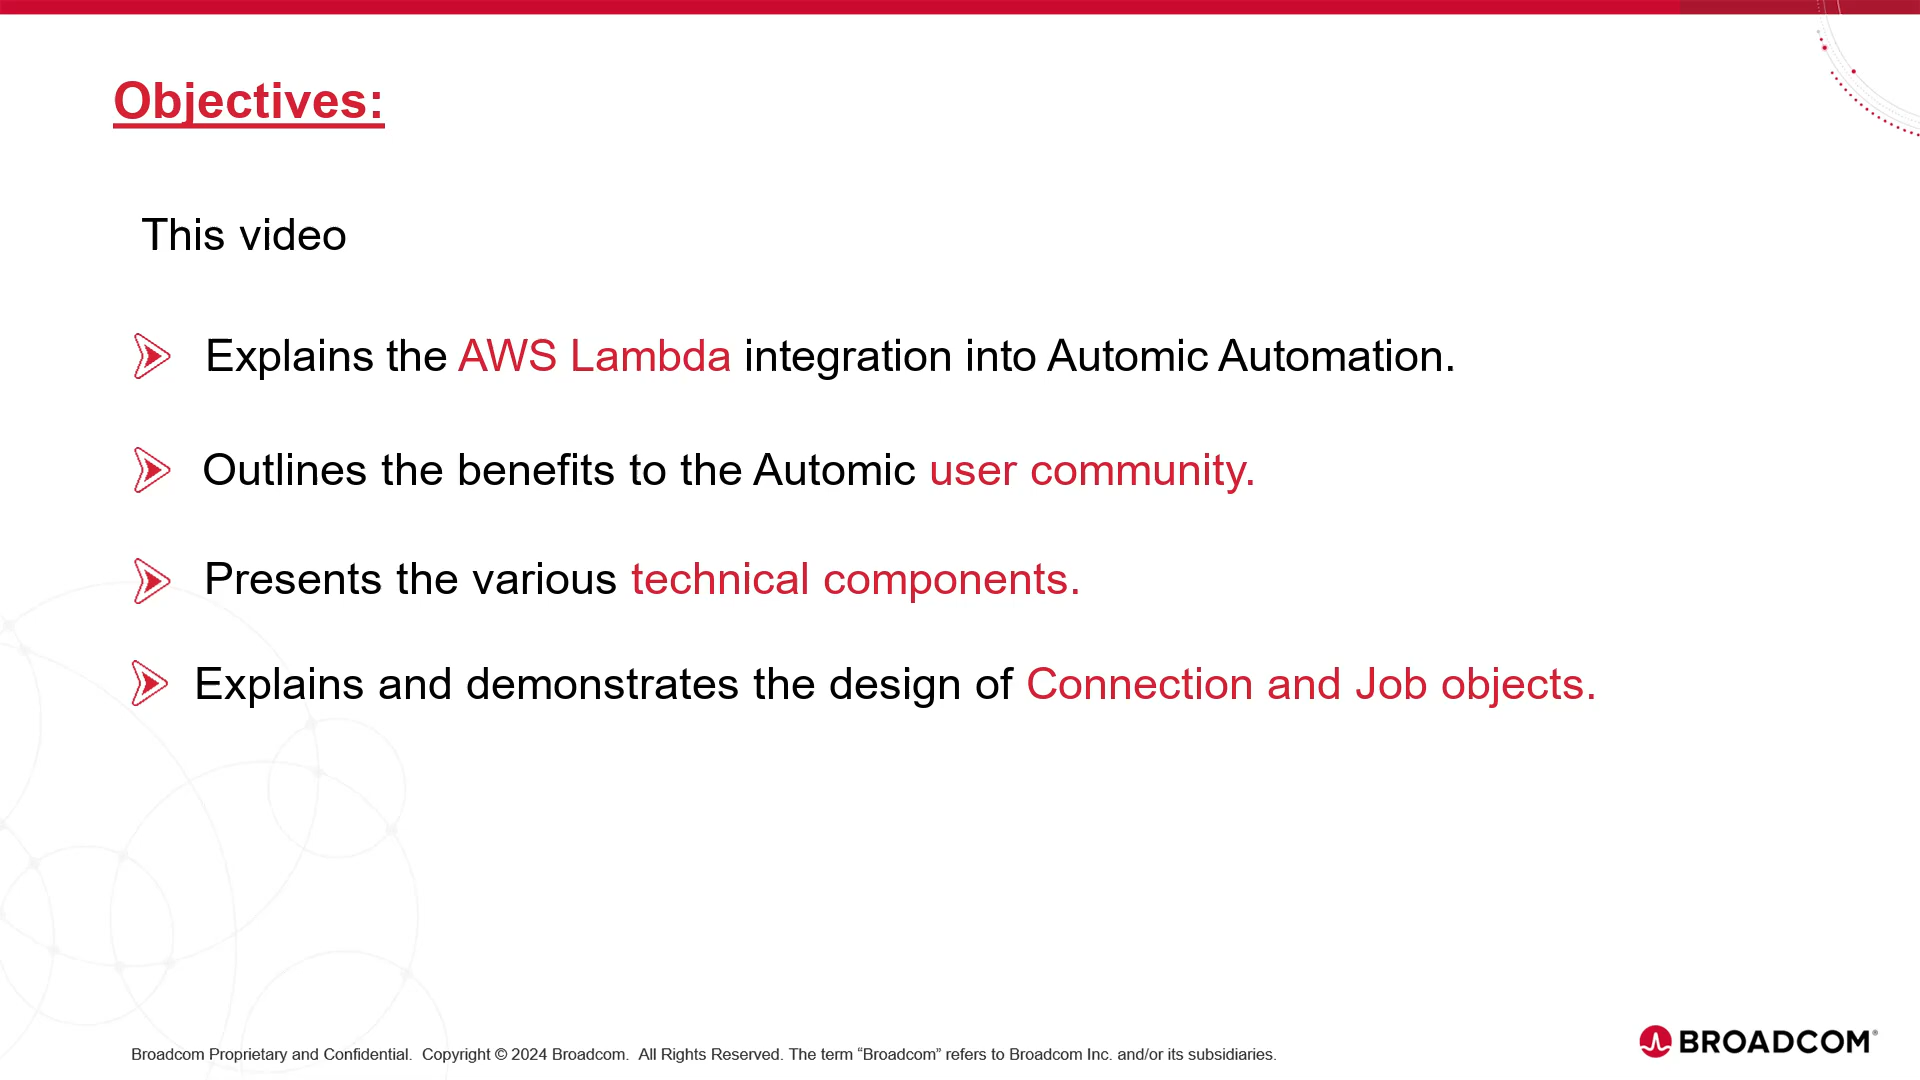 Objectives:
This video
Explains the AWS Lambda integration into Automic Automation.
Outlines the benefits to the Automic user community.
Presents the various technical components.
Explains and demonstrates the design of Connection and Job objects.
Broadcom Proprietary and Confidential. Copyright © 2024 Broadcom. All Rights Reserved. The term “Broadcom” refers to Broadcom Inc. and/or its subsidiaries.
BROADCOM®